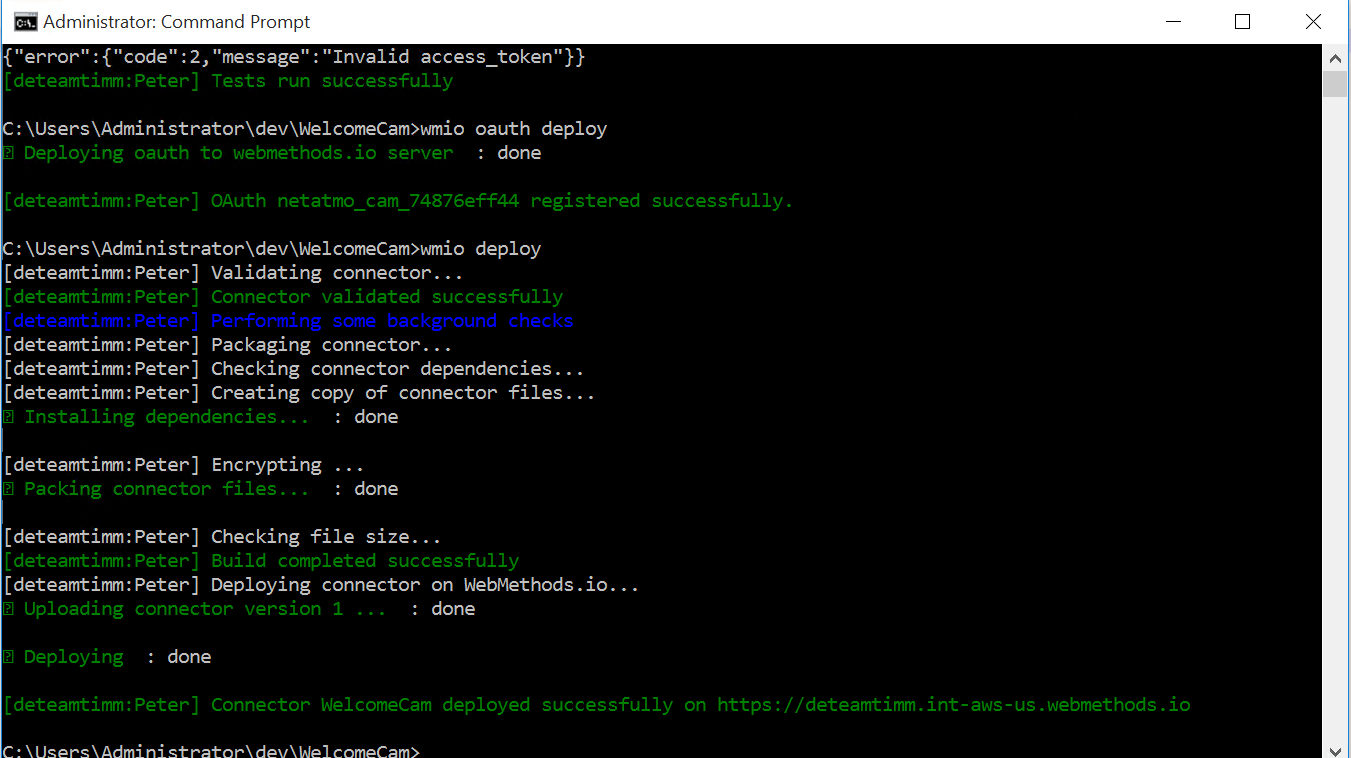 Administrator: Command Prompt
{"error":{"code":2,"message":"Invalid access_token"}}
[deteamtimm:Peter] Tests run successfully
C:\Users\Administrator\dev\WelcomeCam>wmio oauth deploy
Deploying oauth to webmethods.io server  : done
[deteamtimm:Peter] OAuth netatmo_cam_74876eff44 registered successfully.
C:\Users\Administrator\dev\WelcomeCam>wmio deploy
[deteamtimm:Peter] Validating connector...
[deteamtimm:Peter] Connector validated successfully
[deteamtimm:Peter] Performing some background checks
[deteamtimm:Peter] Packaging connector...
[deteamtimm:Peter] Checking connector dependencies...
[deteamtimm:Peter] Creating copy of connector files...
Installing dependencies...  : done
[deteamtimm:Peter] Encrypting ...
Packing connector files...  : done
[deteamtimm:Peter] Checking file size...
[deteamtimm:Peter] Build completed successfully
[deteamtimm:Peter] Deploying connector on WebMethods.io...
Uploading connector version 1 ...  : done
Deploying  : done
[deteamtimm:Peter] Connector WelcomeCam deployed successfully on https://deteamtimm.int-aws-us.webmethods.io
C:\Users\Administrator\dev\WelcomeCam>